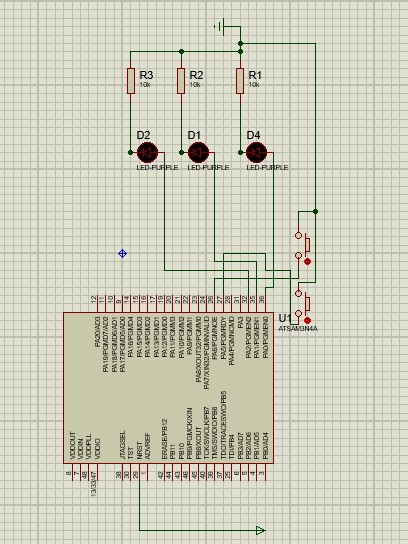 R3
10k
R2
10k
R1
10k
D2
LED-PURPLE
D1
LED-PURPLE
D4
LED-PURPLE
U1
ATSAM3N4A
12
11
10
9
14
15
16
17
19
20
21
22
23
24
26
27
28
31
32
35
36
PA20/AD3
PA19/PGMD7/AD2
PA18/PGMD6/AD1
PA17/PGMD5/AD0
PA16/PGMD4
PA15/PGMD3
PA14/PGMD2
PA13/PGMD1
PA12/PGMD0
PA11/PGMM3
PA10/PGMM2
PA9/PGMM1
PA8/XOUT32/PGMM0
PA7/XIN32/PGMNVALID
PA6/PGMNOE
PA5/PGMRDY
PA4/PGMNCMD
PA3
PA2/PGMEN2
PA1/PGMEN1
PA0/PGMEN0
VDDOUT
VDDIN
VDDPLL
VDDIO
JTAGSEL
TST
NRST
ADVREF
ERASE/PB12
PB11
PB10
PB9/PGMCK/XIN
PB8/XOUT
TCK/SWCLK/PB7
TMS/SWDIO/PB6
TDO/TRACESWO/PB5
TDI/PB4
PB3/AD7
PB2/AD6
PB1/AD5
PB0/AD4
8
7
48
13/33/47
38
30
29
1
42
44
43
46
45
40
39
37
25
6
5
4
3